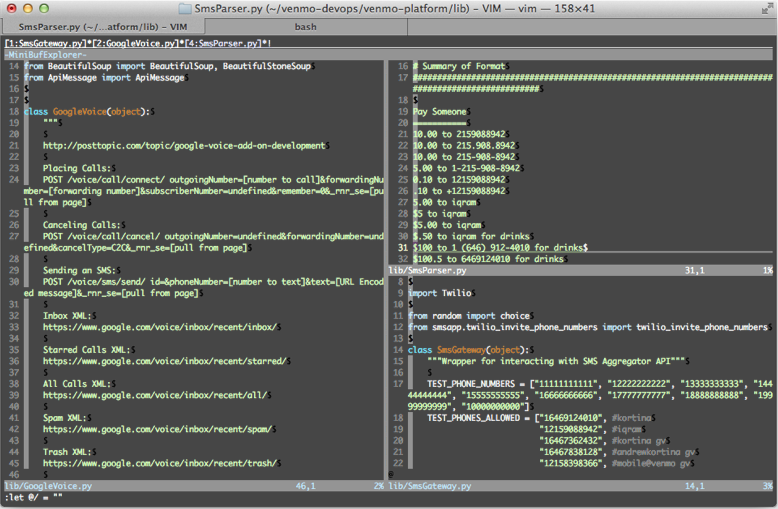 SmsParser.py (~/venmo-devops/venmo-platform/lib) - VIM — vim — 158×41
SmsParser.py (~/...atform/lib) - VIM
bash
[1:SmsGateway.py]*[2:GoogleVoice.py]*[4:SmsParser.py]*!
-MiniBufExplorer-
14 from BeautifulSoup import BeautifulSoup, BeautifulStoneSoup$
15 from ApiMessage import ApiMessage$
16 $
17 $
18 class GoogleVoice(object):$
19 """$
20 $
21 http://posttopic.com/topic/google-voice-add-on-development$
22 $
23 Placing Calls:$
24 POST /voice/call/connect/ outgoingNumber=[number to call]&forwardingNu
mber=[forwarding number]&subscriberNumber=undefined&remember=0&_rnr_se=[pu
ll from page]$
25 $
26 Canceling Calls:$
27 POST /voice/call/cancel/ outgoingNumber=undefined&forwardingNumber=und
efined&cancelType=C2C&_rnr_se=[pull from page]$
28 $
29 Sending an SMS:$
30 POST /voice/sms/send/ id=&phoneNumber=[number to text]&text=[URL Encod
ed message]&_rnr_se=[pull from page]$
31 $
32 Inbox XML:$
33 https://www.google.com/voice/inbox/recent/inbox/$
34 $
35 Starred Calls XML:$
36 https://www.google.com/voice/inbox/recent/starred/$
37 $
38 All Calls XML:$
39 https://www.google.com/voice/inbox/recent/all/$
40 $
41 Spam XML:$
42 https://www.google.com/voice/inbox/recent/spam/$
43 $
44 Trash XML:$
45 https://www.google.com/voice/inbox/recent/trash/$
46 $
lib/GoogleVoice.py 46,1 2%
:let @/ = ""
16 # Summary of Format$
17 ##########################################################################
##########################$
18 $
19 Pay Someone$
20 ===========$
21 10.00 to 2159088942$
22 10.00 to 215.908.8942$
22 10.00 to 215-908-8942$
24 5.00 to 1-215-908-8942$
25 0.10 to 12159088942$
26 .10 to +12159088942$
27 5.00 to iqram$
28 $5 to iqram$
29 $5.00 to iqram$
30 $.50 to iqram for drinks$
31 $100 to 1 (646) 912-4010 for drinks$
32 $100.5 to 6469124010 for drinks$
lib/SmsParser.py 31,1 1%
8 $
9 import Twilio$
10 $
11 from random import choice$
12 from smsapp.twilio_invite_phone_numbers import twilio_invite_phone_numbers$
13 $
14 class SmsGateway(object):$
15 """Wrapper for interacting with SMS Aggregator API"""$
16 $
17 TEST_PHONE_NUMBERS = ["11111111111", "12222222222", "13333333333", "144
44444444", "15555555555", "16666666666", "17777777777", "18888888888", "199
99999999", "10000000000"]$
18 TEST_PHONES_ALLOWED = ["16469124010", #kortina$
19 "12159088942", #iqram$
20 "16467362432", #kortina gv$
21 "16467838128", #andrewkortina gv$
22 "12158398366", #mobile@venmo gv$
@
lib/SmsGateway.py 14,1 3%